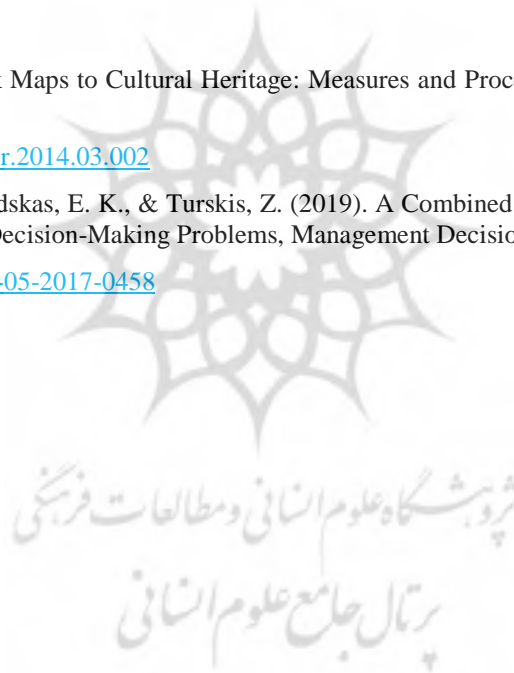 Maps to Cultural Heritage: Measures and Proc
r.2014.03.002
dskas, E. K., & Turskis, Z. (2019). A Combined
Decision-Making Problems, Management Decisio
-05-2017-0458
پژوهشگاه علوم انسانی و مطالعات فرهنگی
پرتال جامع علوم انسانی